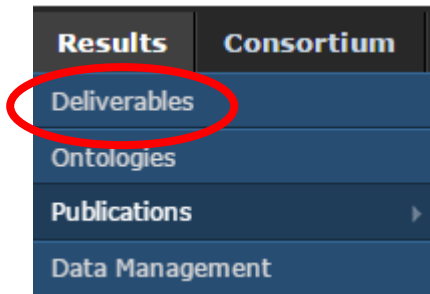 Results Consortium
Deliverables
Ontologies
Publications
Data Management